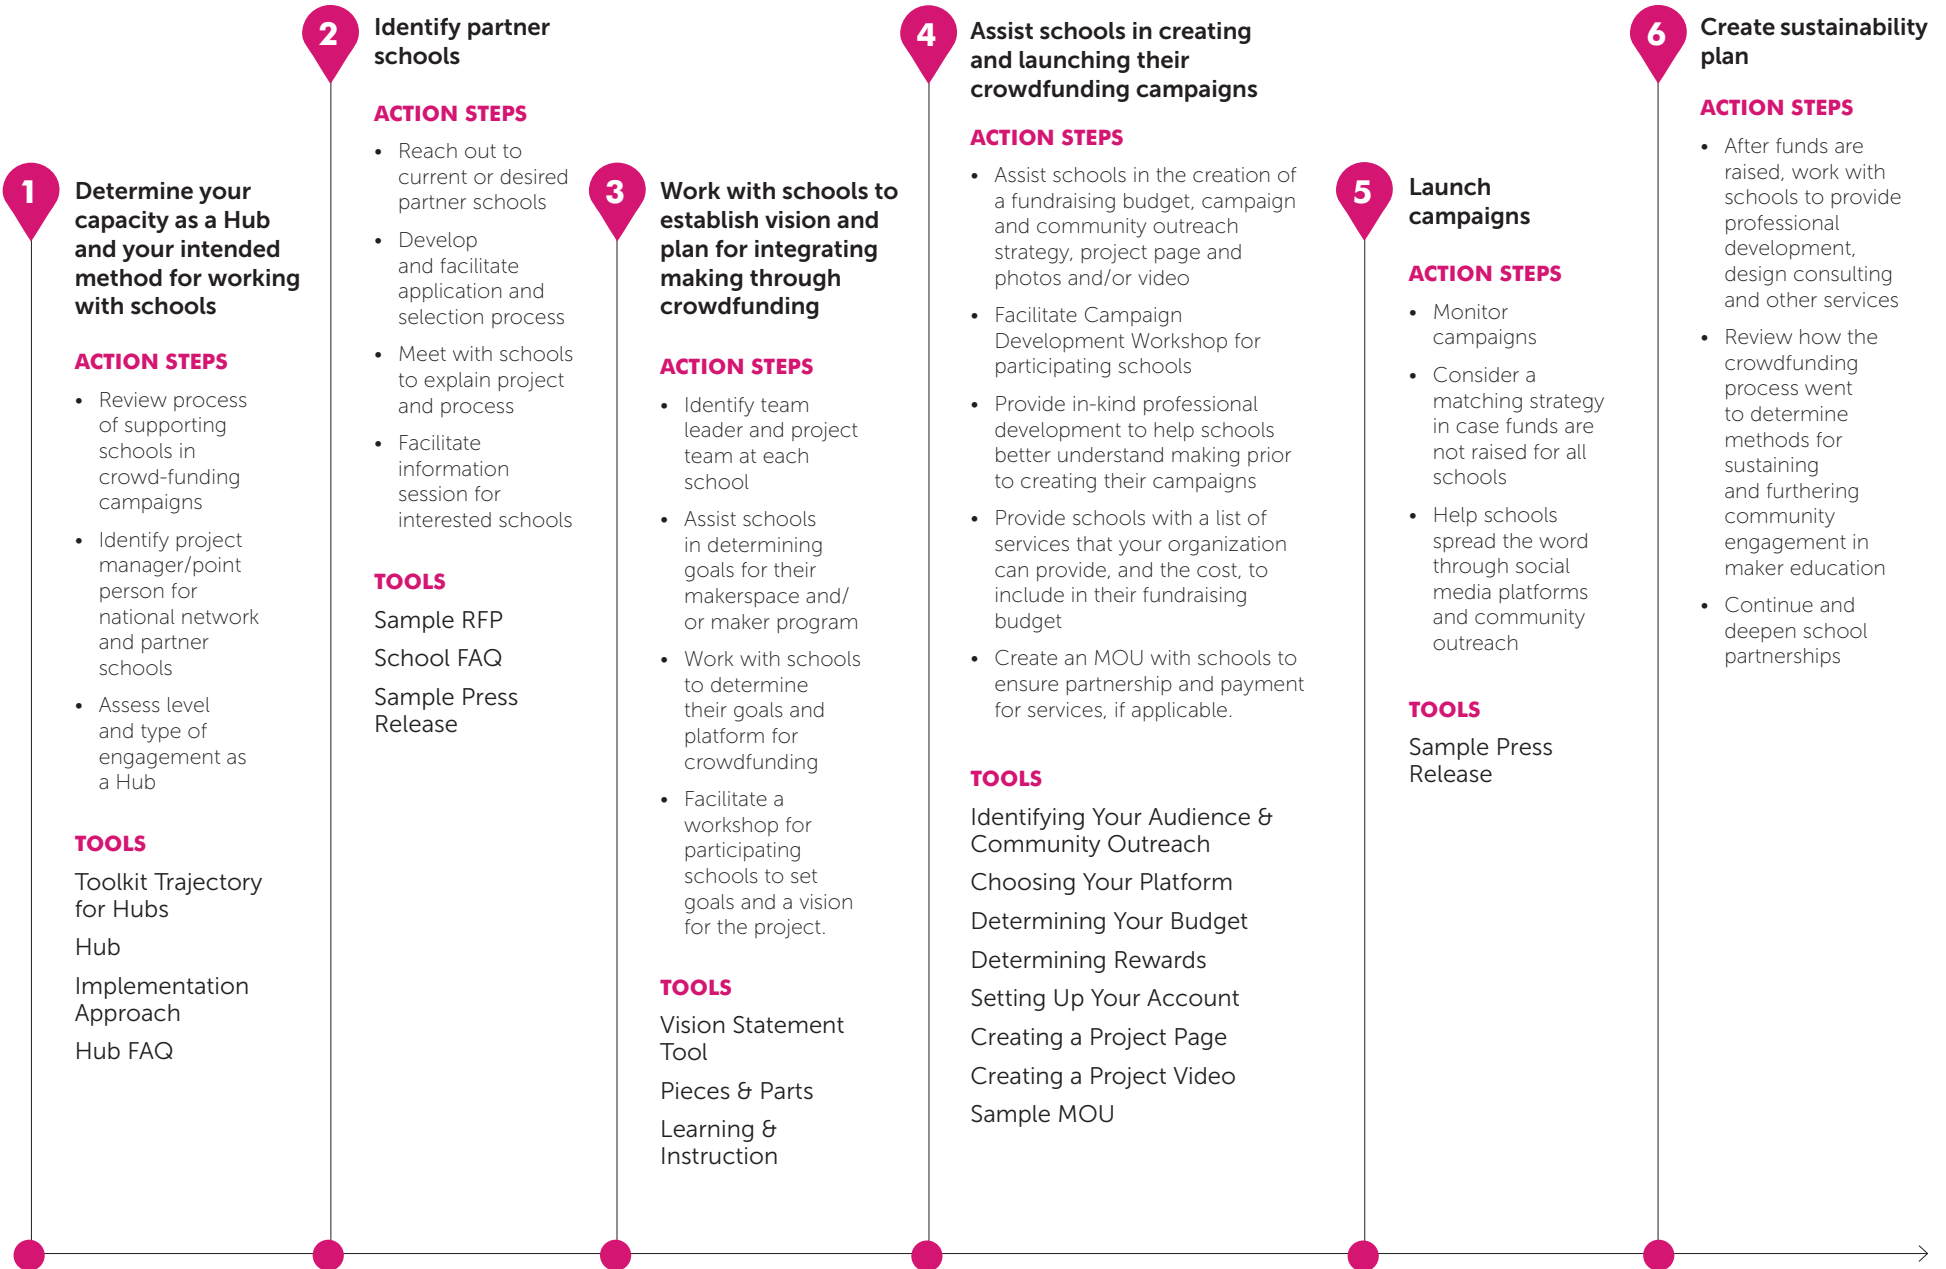 1
Determine your
capacity as a Hub
and your intended
method for working
with schools
ACTION STEPS
• Review process
of supporting
schools in
crowd-funding
campaigns
• Identify project
manager/point
person for
national network
and partner
schools
• Assess level
and type of
engagement as
a Hub
TOOLS
Toolkit Trajectory
for Hubs
Hub
Implementation
Approach
Hub FAQ
2
Identify partner
schools
ACTION STEPS
• Reach out to
current or desired
partner schools
• Develop
and facilitate
application and
selection process
• Meet with schools
to explain project
and process
• Facilitate
information
session for
interested schools
TOOLS
Sample RFP
School FAQ
Sample Press
Release
3
Work with schools to
establish vision and
plan for integrating
making through
crowdfunding
ACTION STEPS
• Identify team
leader and project
team at each
school
• Assist schools
in determining
goals for their
makerspace and/
or maker program
• Work with schools
to determine
their goals and
platform for
crowdfunding
• Facilitate a
workshop for
participating
schools to set
goals and a vision
for the project.
TOOLS
Vision Statement
Tool
Pieces & Parts
Learning &
Instruction
4
Assist schools in creating
and launching their
crowdfunding campaigns
ACTION STEPS
• Assist schools in the creation of
a fundraising budget, campaign
and community outreach
strategy, project page and
photos and/or video
• Facilitate Campaign
Development Workshop for
participating schools
• Provide in-kind professional
development to help schools
better understand making prior
to creating their campaigns
• Provide schools with a list of
services that your organization
can provide, and the cost, to
include in their fundraising
budget
• Create an MOU with schools to
ensure partnership and payment
for services, if applicable.
TOOLS
Identifying Your Audience &
Community Outreach
Choosing Your Platform
Determining Your Budget
Determining Rewards
Setting Up Your Account
Creating a Project Page
Creating a Project Video
Sample MOU
5
Launch
campaigns
ACTION STEPS
• Monitor
campaigns
• Consider a
matching strategy
in case funds are
not raised for all
schools
• Help schools
spread the word
through social
media platforms
and community
outreach
TOOLS
Sample Press
Release
6
Create sustainability
plan
ACTION STEPS
• After funds are
raised, work with
schools to provide
professional
development,
design consulting
and other services
• Review how the
crowdfunding
process went
to determine
methods for
sustaining
and furthering
community
engagement in
maker education
• Continue and
deepen school
partnerships